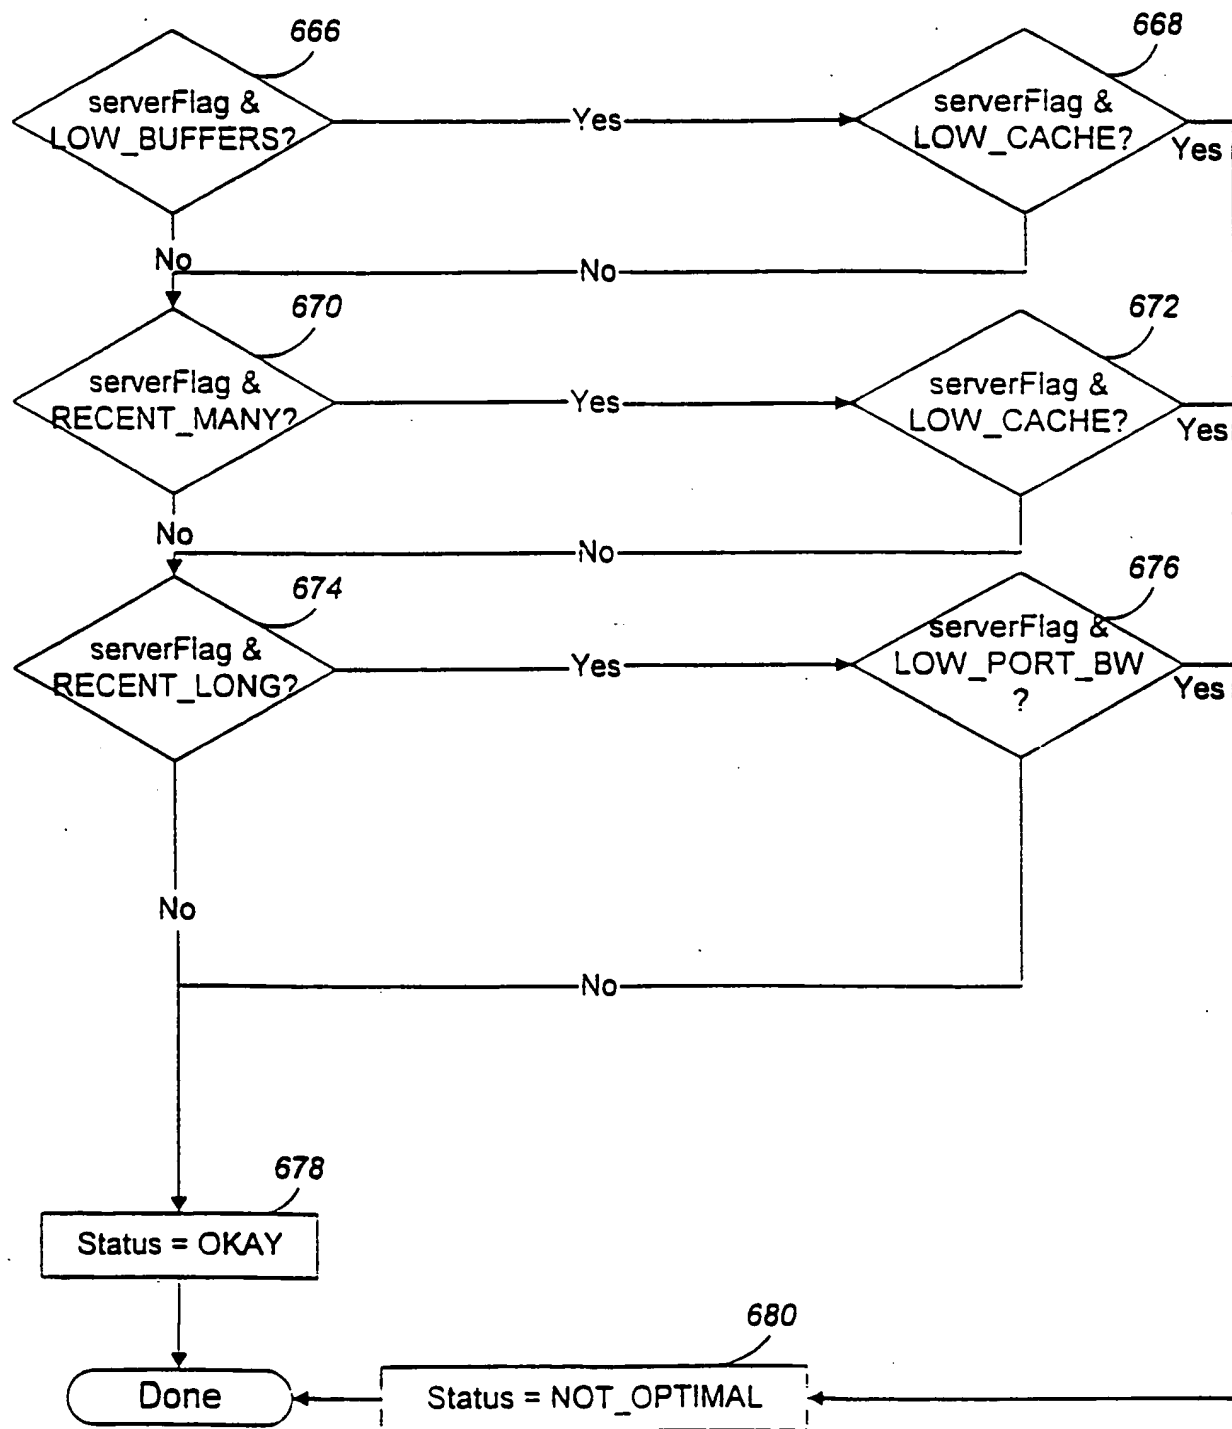 666
serverFlag &
LOW_BUFFERS?
Yes
668
serverFlag &
LOW_CACHE?
Yes
No
No
670
serverFlag &
RECENT_MANY?
Yes
672
serverFlag &
LOW_CACHE?
Yes
No
No
674
serverFlag &
RECENT_LONG?
Yes
676
serverFlag &
LOW_PORT_BW
?
Yes
No
No
678
Status = OKAY
680
Done
Status = NOT_OPTIMAL